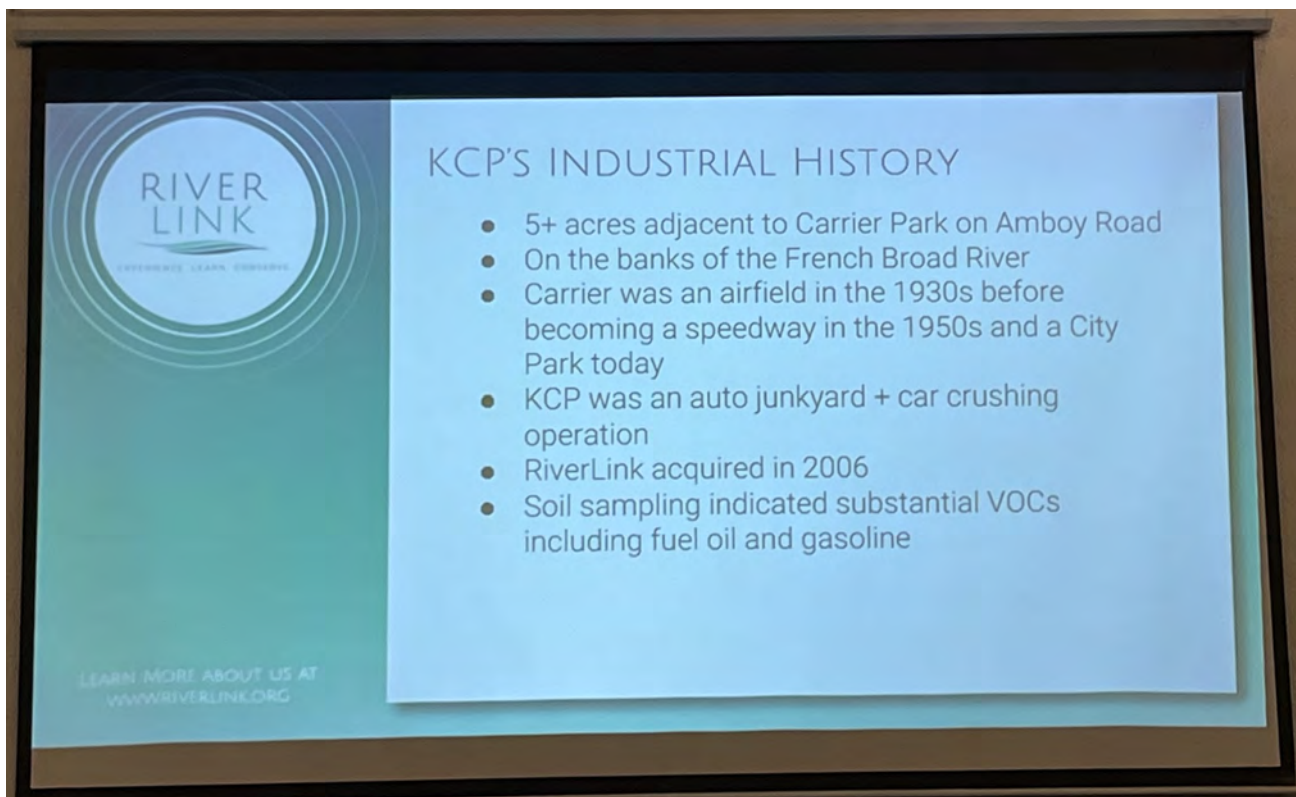 RIVER
LINK
EXPERIENCE LEARN CONSERVE
KCP'S INDUSTRIAL HISTORY
● 5+ acres adjacent to Carrier Park on Amboy Road
● On the banks of the French Broad River
● Carrier was an airfield in the 1930s before
becoming a speedway in the 1950s and a City
Park today
● KCP was an auto junkyard + car crushing
operation
● RiverLink acquired in 2006
● Soil sampling indicated substantial VOCs
including fuel oil and gasoline
LEARN MORE ABOUT US AT
WWW.RIVERLINK.ORG